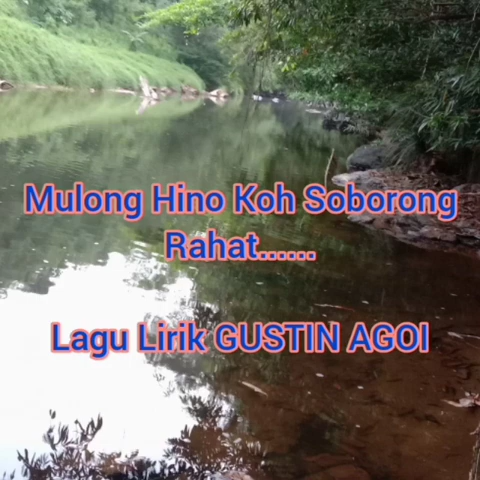 Mulong Hino Koh Soborong
Rahat......
Lagu Lirik GUSTIN AGOI